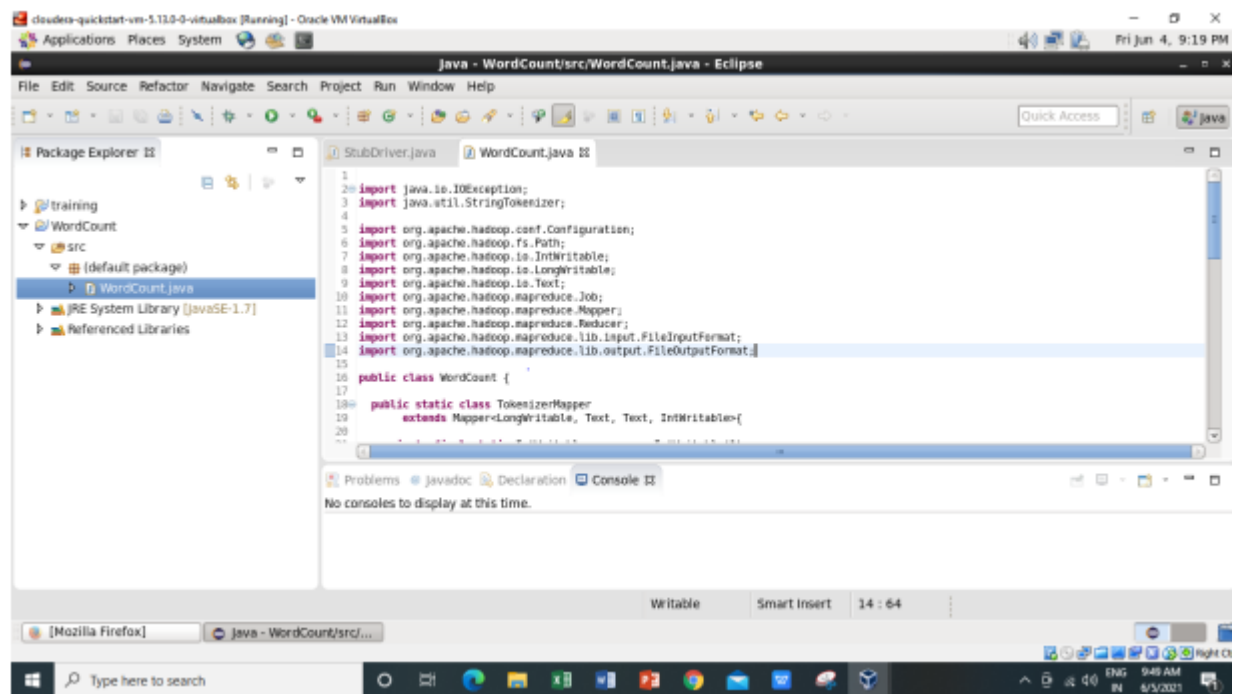 cloudera-quickstart-vm-5.13.0-0-virtualbox [Running] - Oracle VM VirtualBox
Applications Places System
Fri Jun 4, 9:19 PM
Java - WordCount/src/WordCount.java - Eclipse
File Edit Source Refactor Navigate Search Project Run Window Help
Quick Access
Java
Package Explorer
StubDriver.java WordCount.java
training
WordCount
src
(default package)
WordCount.java
JRE System Library [JavaSE-1.7]
Referenced Libraries
1
2 import java.io.IOException;
3 import java.util.StringTokenizer;
4
5 import org.apache.hadoop.conf.Configuration;
6 import org.apache.hadoop.fs.Path;
7 import org.apache.hadoop.io.IntWritable;
8 import org.apache.hadoop.io.LongWritable;
9 import org.apache.hadoop.io.Text;
10 import org.apache.hadoop.mapreduce.Job;
11 import org.apache.hadoop.mapreduce.Mapper;
12 import org.apache.hadoop.mapreduce.Reducer;
13 import org.apache.hadoop.mapreduce.lib.input.FileInputFormat;
14 import org.apache.hadoop.mapreduce.lib.output.FileOutputFormat;
15
16 public class WordCount {
17
18 public static class TokenizerMapper
19 extends Mapper<LongWritable, Text, Text, IntWritable>{
20
Problems Javadoc Declaration Console
No consoles to display at this time.
Writable Smart Insert 14 : 64
[Mozilla Firefox] Java - WordCount/src/...
Right Ct
Type here to search
ENG 9:49 AM
IN 6/5/2021